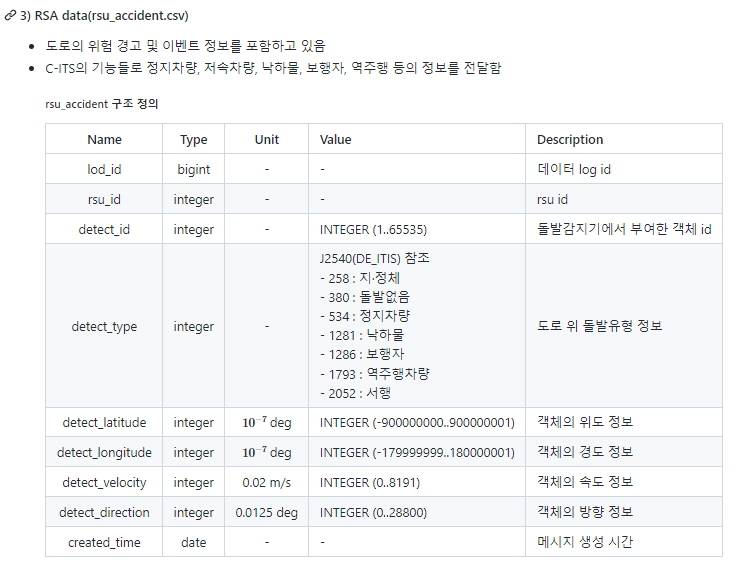 3) RSA data(rsu_accident.csv)
도로의 위험 경고 및 이벤트 정보를 포함하고 있음
C-ITS의 기능들로 정지차량, 저속차량, 낙하물, 보행자, 역주행 등의 정보를 전달함
rsu_accident 구조 정의
Name Type Unit Value Description
lod_id bigint - - 데이터 log id
rsu_id integer - - rsu id
detect_id integer - INTEGER (1..65535) 돌발감지기에서 부여한 객체 id
J2540(DE_ITIS) 참조
- 258 : 지·정체
- 380 : 돌발없음
- 534 : 정지차량
detect_type integer - - 1281 : 낙하물 도로 위 돌발유형 정보
- 1286 : 보행자
- 1793 : 역주행차량
- 2052 : 서행
detect_latitude integer 10⁻⁷ deg INTEGER (-900000000..900000001) 객체의 위도 정보
detect_longitude integer 10⁻⁷ deg INTEGER (-179999999..180000001) 객체의 경도 정보
detect_velocity integer 0.02 m/s INTEGER (0..8191) 객체의 속도 정보
detect_direction integer 0.0125 deg INTEGER (0..28800) 객체의 방향 정보
created_time date - - 메시지 생성 시간